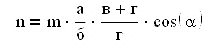 п = m · а/б · в + г/г · cos(α)